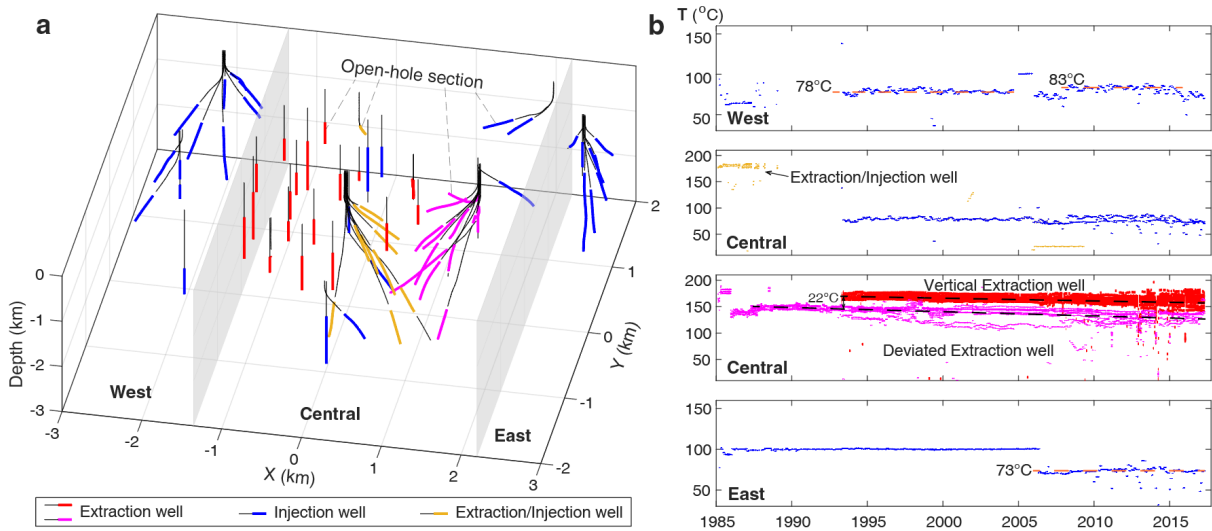 a
Open-hole section
0
-1
-2
-3
Depth (km)
-3
-2
-1
0
1
2
3
X (km)
2
1
0
-1
-2
Y (km)
West
Central
East
Extraction well
Injection well
Extraction/Injection well
b
T (°C)
150
100
50
78°C
83°C
West
200
150
100
50
Extraction/Injection well
Central
200
150
100
50
22°C
Vertical Extraction well
Deviated Extraction well
Central
150
100
50
73°C
East
1985 1990 1995 2000 2005 2010 2015